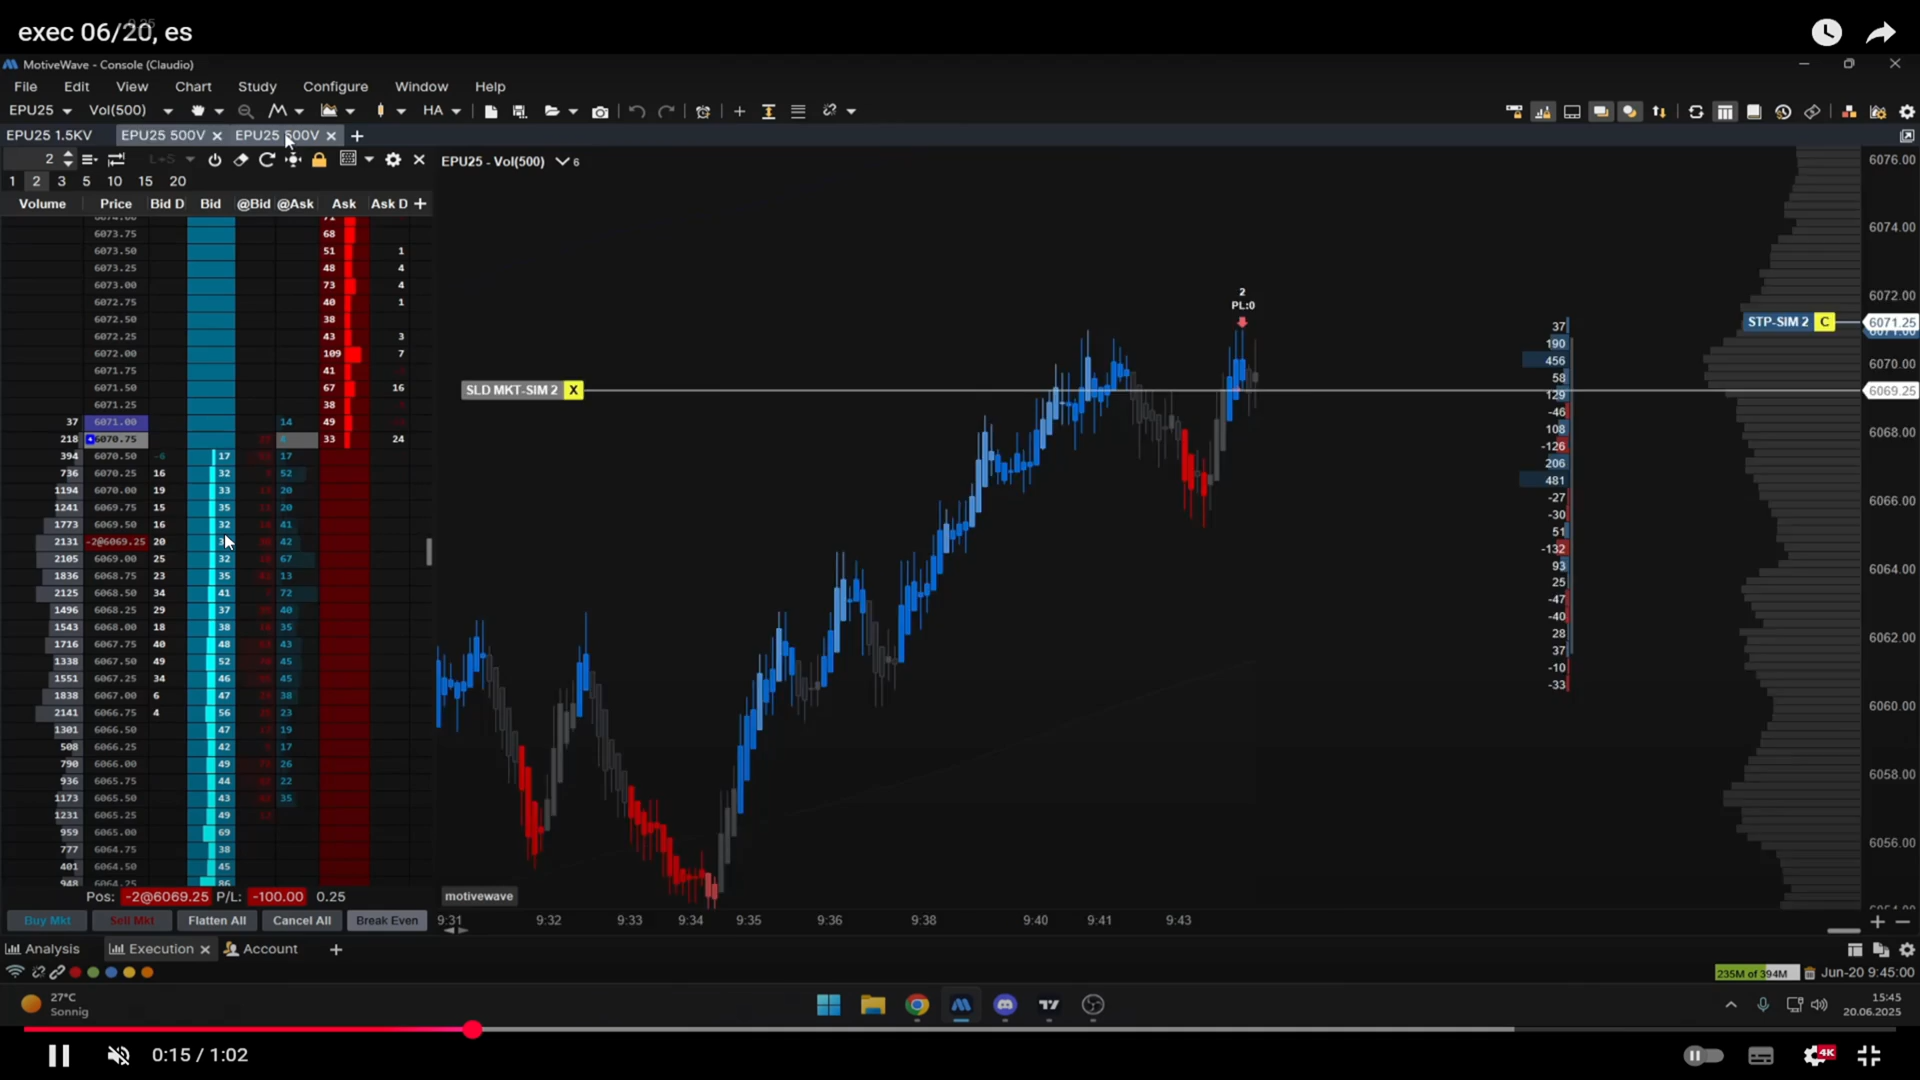 exec 06/20, es
MotiveWave - Console (Claudio)
File Edit View Chart Study Configure Window Help
EPU25 Vol(500) HA
EPU25 1.5KV EPU25 500V EPU25 500V
2 L+S
EPU25 - Vol(500) 6
1 2 3 5 10 15 20
Volume Price Bid D Bid @Bid @Ask Ask Ask D
6073.75 68
6073.50 51 1
6073.25 48 4
6073.00 73 4
6072.75 40 1
6072.50 38
6072.25 43 3
6072.00 109 7
6071.75 41
6071.50 67 16
6071.25 38
37 6071.00 14 49
218 6070.75 4 33 24
394 6070.50 -6 17 17
736 6070.25 16 32 52
1194 6070.00 19 33 20
1241 6069.75 15 35 20
1773 6069.50 16 32 41
2131 -2@6069.25 20 42
2105 6069.00 25 32 67
1836 6068.75 23 35 13
2125 6068.50 34 41 72
1496 6068.25 29 37 40
1543 6068.00 18 38 35
1716 6067.75 40 48 43
1338 6067.50 49 52 45
1551 6067.25 34 46 45
1838 6067.00 6 47 38
2141 6066.75 4 56 23
1301 6066.50 47 19
508 6066.25 42 17
790 6066.00 49 26
936 6065.75 44 22
1173 6065.50 43 35
1231 6065.25 49
959 6065.00 69
777 6064.75 38
401 6064.50 45
948 6064.25 86
Pos: -2@6069.25 P/L: -100.00 0.25
Buy Mkt Sell Mkt Flatten All Cancel All Break Even
2
PL:0
SLD MKT-SIM 2 X
STP-SIM 2 C
37
190
456
58
129
-46
108
-126
206
481
-27
-30
51
-132
93
25
-47
-40
28
37
-10
-33
6076.00
6074.00
6072.00
6071.25
6070.00
6069.25
6068.00
6066.00
6064.00
6062.00
6060.00
6058.00
6056.00
motivewave
9:31 9:32 9:33 9:34 9:35 9:36 9:38 9:40 9:41 9:43
Analysis Execution Account
235M of 394M Jun-20 9:45:00
27°C
Sonnig
15:45
20.06.2025
0:15 / 1:02
4K